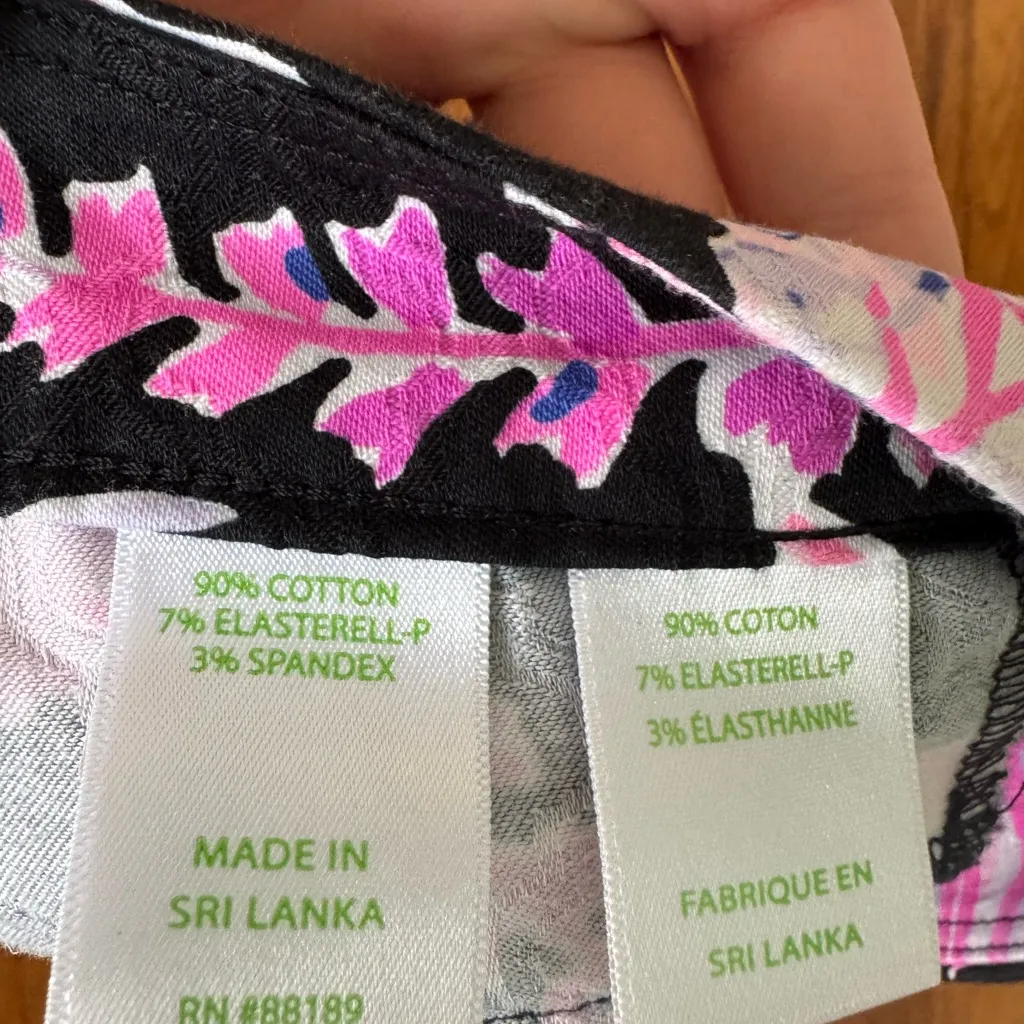 90% COTTON
7% ELASTERELL-P
3% SPANDEX
MADE IN
SRI LANKA
RN #88189
90% COTON
7% ELASTERELL-P
3% ÉLASTHANNE
FABRIQUE EN
SRI LANKA